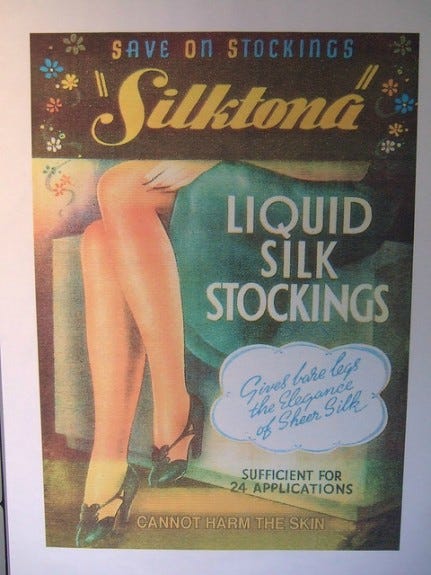 SAVE ON STOCKINGS
"Silktona"
LIQUID
SILK
STOCKINGS
Gives bare legs
the Elegance
of Sheer Silk
SUFFICIENT FOR
24 APPLICATIONS
CANNOT HARM THE SKIN